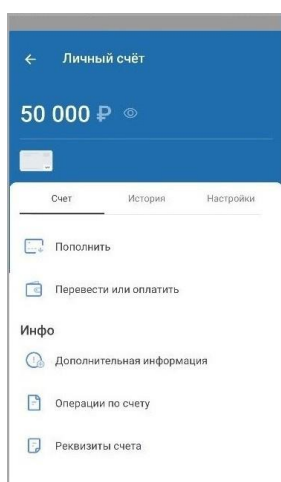 Личный счёт
50 000 ₽
Счет История Настройки
Пополнить
Перевести или оплатить
Инфо
Дополнительная информация
Операции по счету
Реквизиты счета